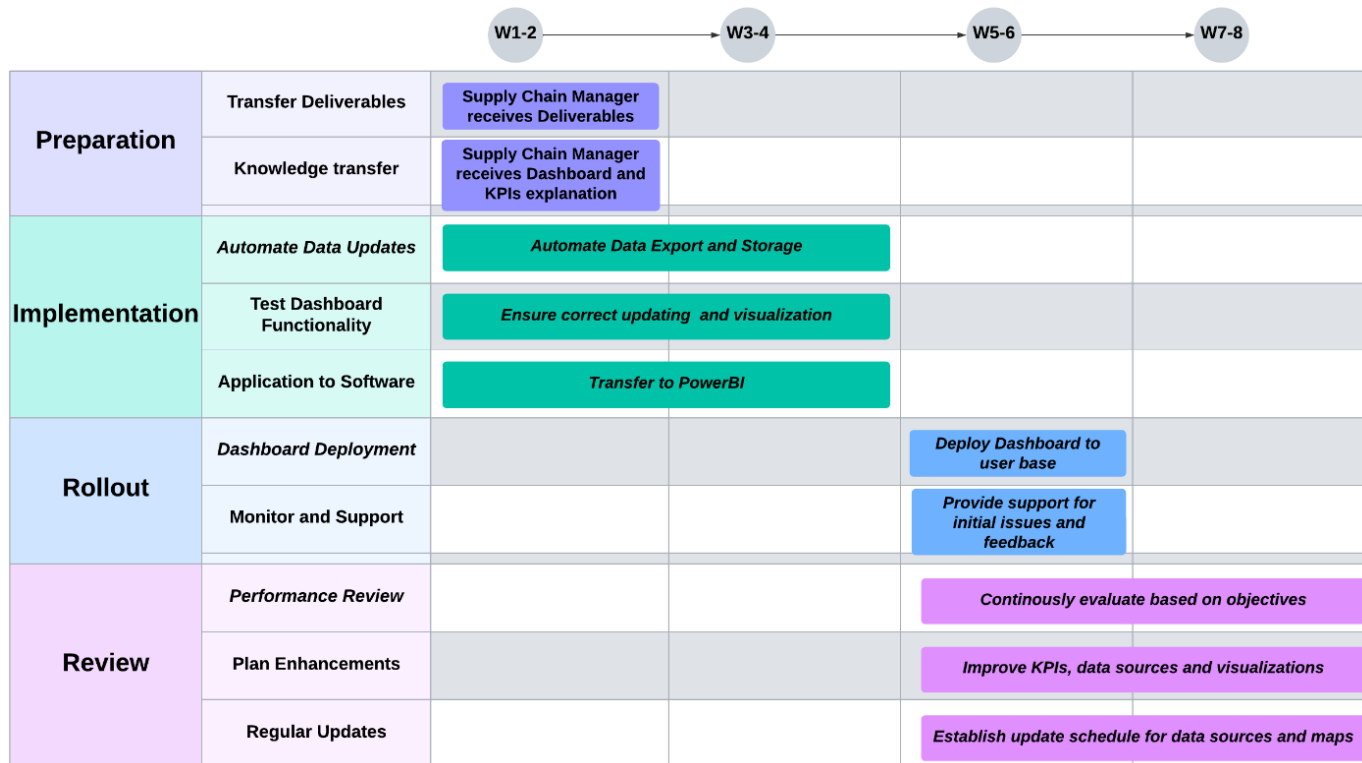 W1-2
W3-4
W5-6
W7-8
Preparation
Transfer Deliverables
Supply Chain Manager
receives Deliverables
Knowledge transfer
Supply Chain Manager
receives Dashboard and
KPIs explanation
Implementation
Automate Data Updates
Automate Data Export and Storage
Test Dashboard
Functionality
Ensure correct updating  and visualization
Application to Software
Transfer to PowerBI
Rollout
Dashboard Deployment
Deploy Dashboard to
user base
Monitor and Support
Provide support for
initial issues and
feedback
Review
Performance Review
Continously evaluate based on objectives
Plan Enhancements
Improve KPIs, data sources and visualizations
Regular Updates
Establish update schedule for data sources and maps